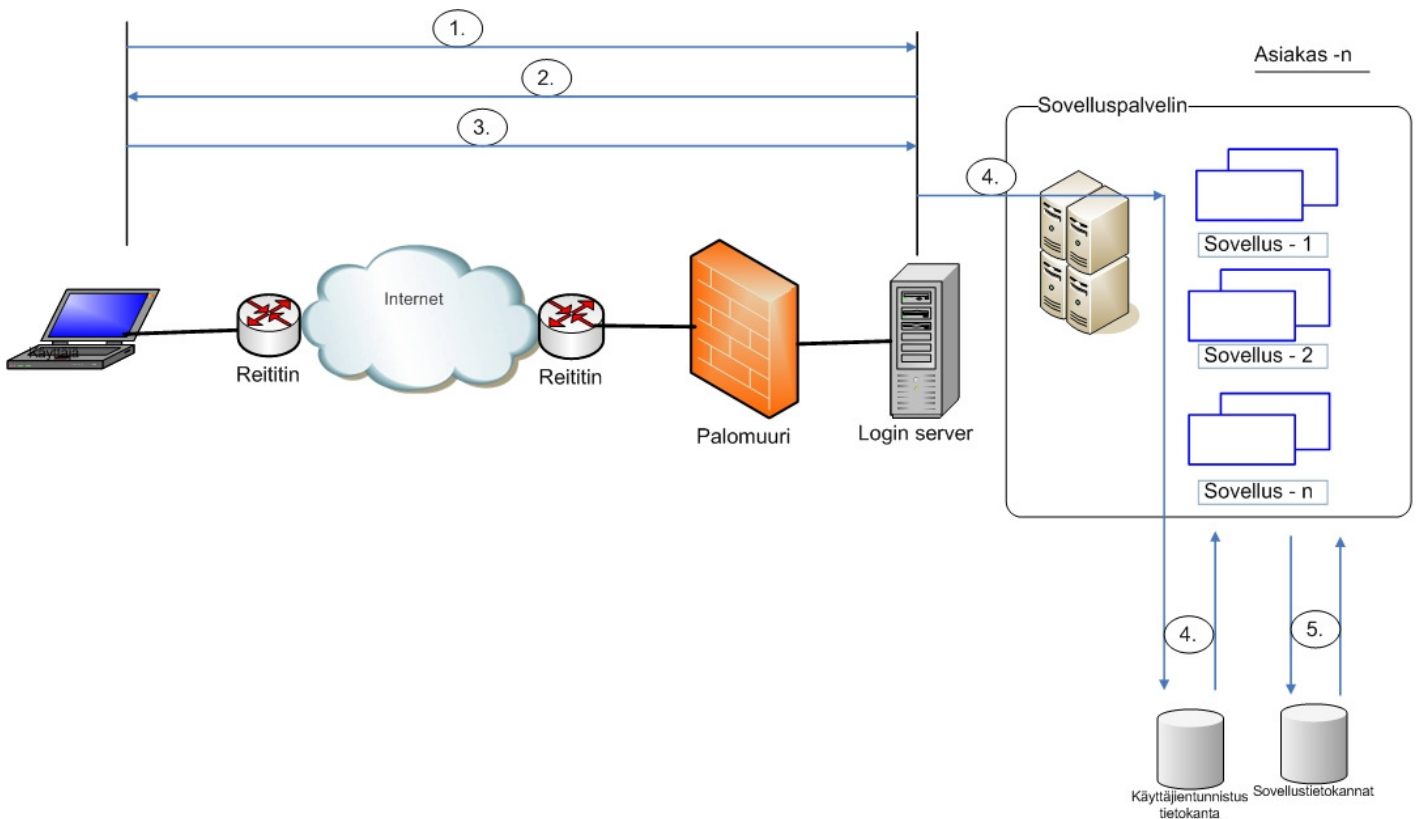 1.
2.
3.
4.
Asiakas -n
Sovelluspalvelin
Sovellus - 1
Sovellus - 2
Sovellus - n
Internet
Käyttäjä
Reititin
Reititin
Palomuuri
Login server
4.
5.
Käyttäjientunnistus
tietokanta
Sovellustietokannat